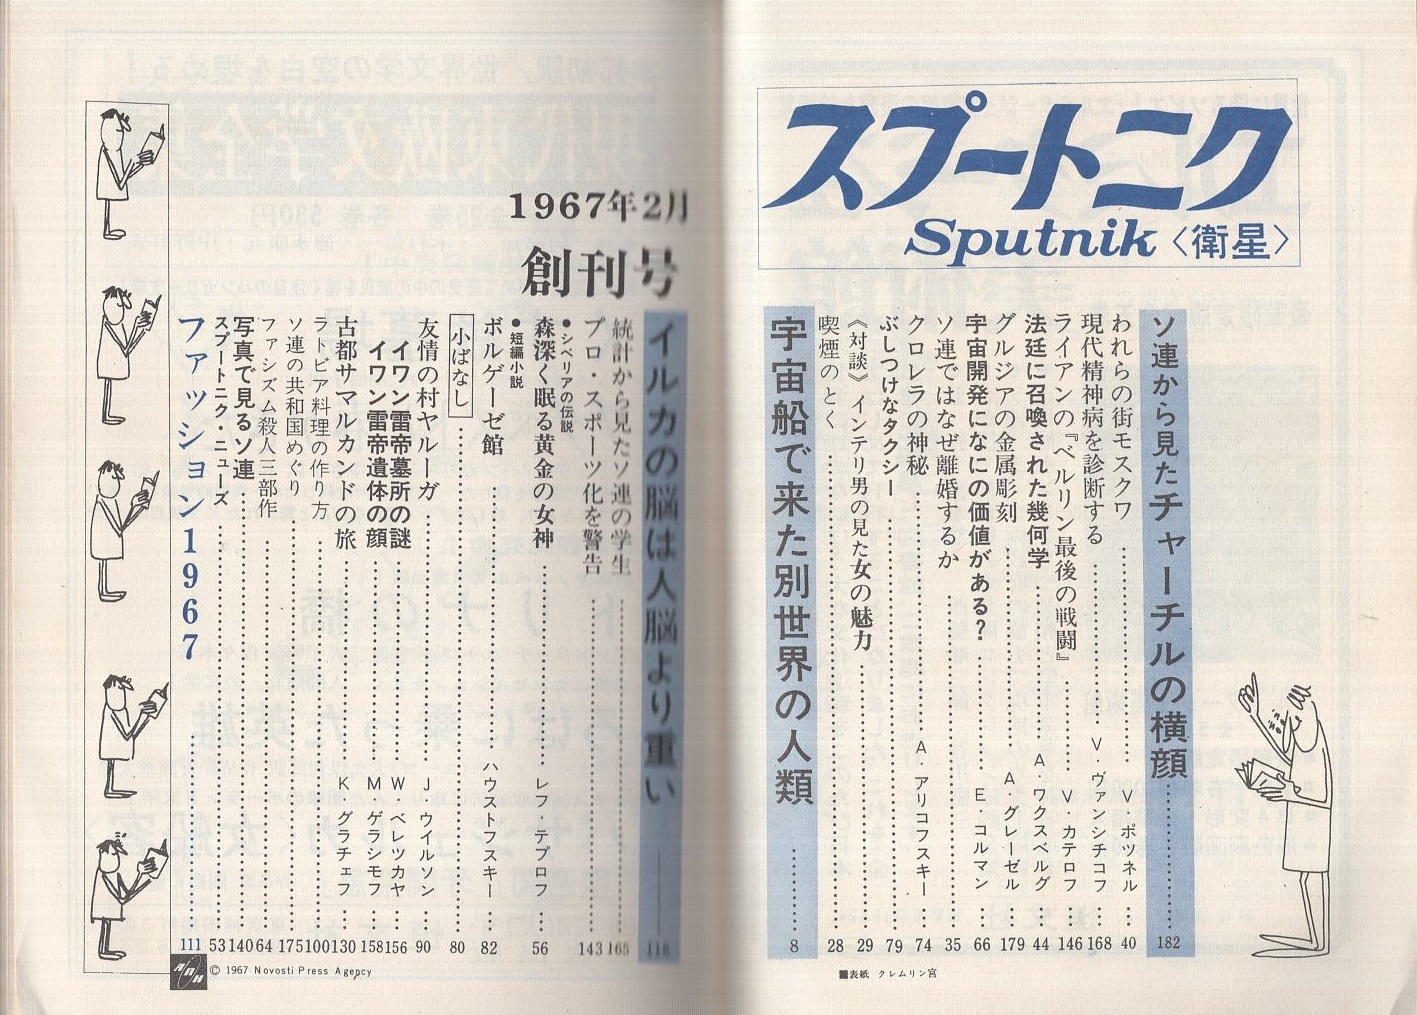 スプートニク
Sputnik〈衛星〉
ソ連から見たチャーチルの横顔 182
われらの街モスクワ V・ポツネル 40
現代精神病を診断する V・ヴァンシチコフ 168
ライアンの『ベルリン最後の戦闘』 V・カテロフ 146
法廷に召喚された幾何学 A・ワクスベルグ 44
グルジアの金属彫刻 A グレーゼル 179
宇宙開発になにの価値がある? E コルマン 66
ソ連ではなぜ離婚するか 35
クロレラの神秘 A アリコフスキー 74
ぶしつけなタクシー 79
《対談》インテリ男の見た女の魅力 29
喫煙のとく 28
宇宙船で来た別世界の人類 8
■表紙 クレムリン宮
1967年2月
創刊号
イルカの脳は人脳より重い 116
統計から見たソ連の学生 165
プロ・スポーツ化を警告 143
●シベリアの伝説
森深く眠る黄金の女神 レフ テプロフ 56
●短編小説
ボルゲーゼ館 ハウストフスキー 82
小ばなし 80
友情の村ヤルーガ J ウイルソン 90
イワン雷帝墓所の謎 W ベレツカヤ 156
イワン雷帝遺体の顔 M ゲラシモフ 158
古都サマルカンドの旅 K グラチェフ 130
ラトビア料理の作り方 100
ソ連の共和国めぐり 175
ファシズム殺人三部作 64
写真で見るソ連 140
スプートニク・ニューズ 53
ファッション1967 111
АПН © 1967 Novosti Press Agency